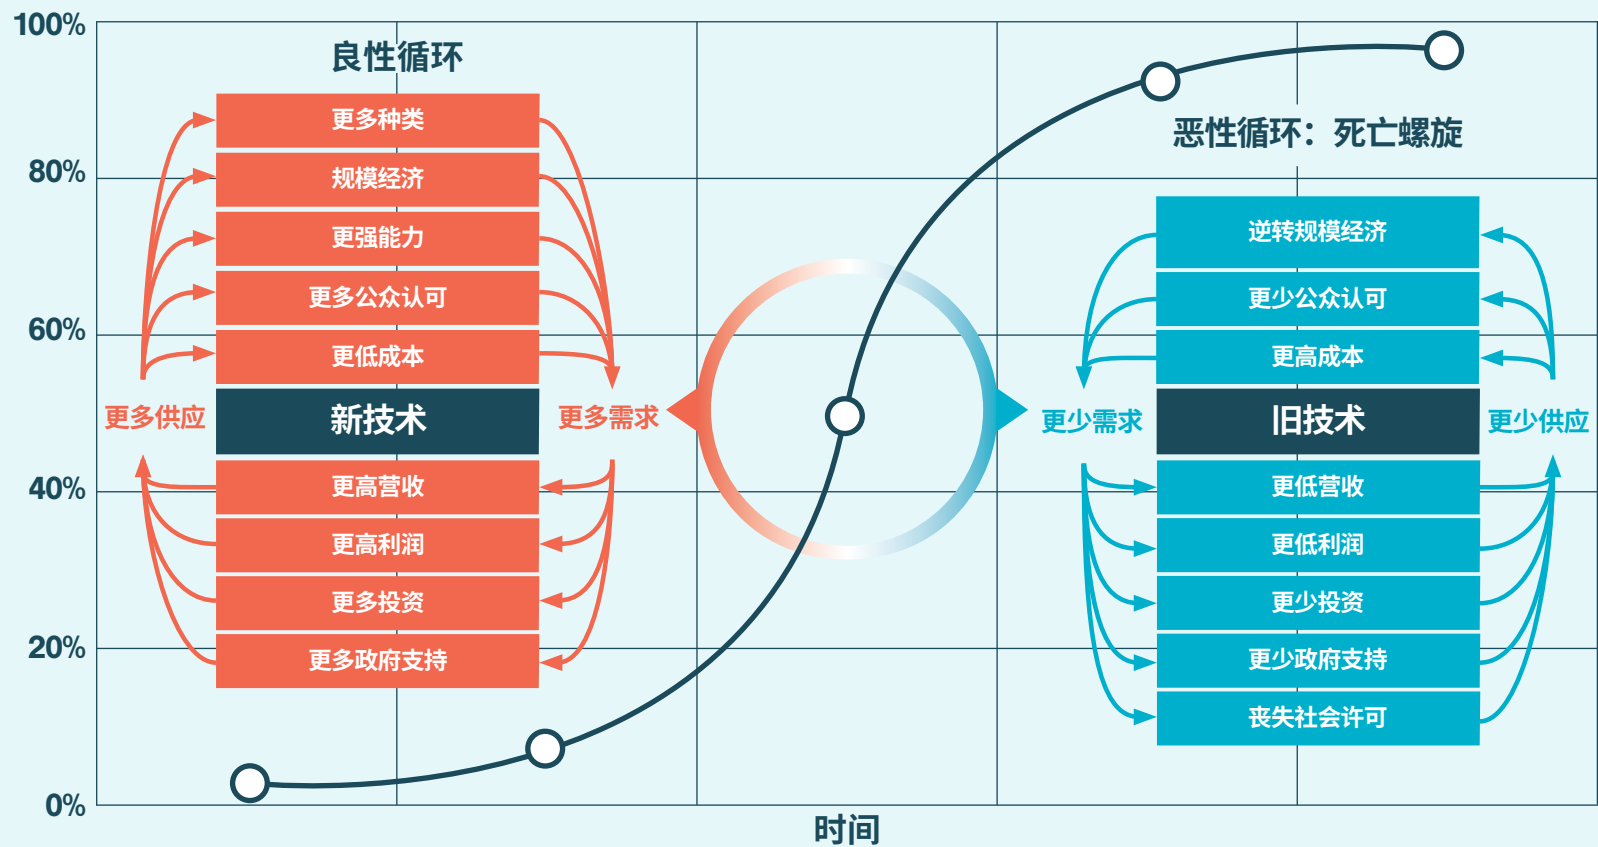 100%
80%
60%
40%
20%
0%
良性循环
更多种类
规模经济
更强能力
更多公众认可
更低成本
更多供应
新技术
更多需求
更高营收
更高利润
更多投资
更多政府支持
恶性循环：死亡螺旋
逆转规模经济
更少公众认可
更高成本
更少需求
旧技术
更少供应
更低营收
更低利润
更少投资
更少政府支持
丧失社会许可
时间